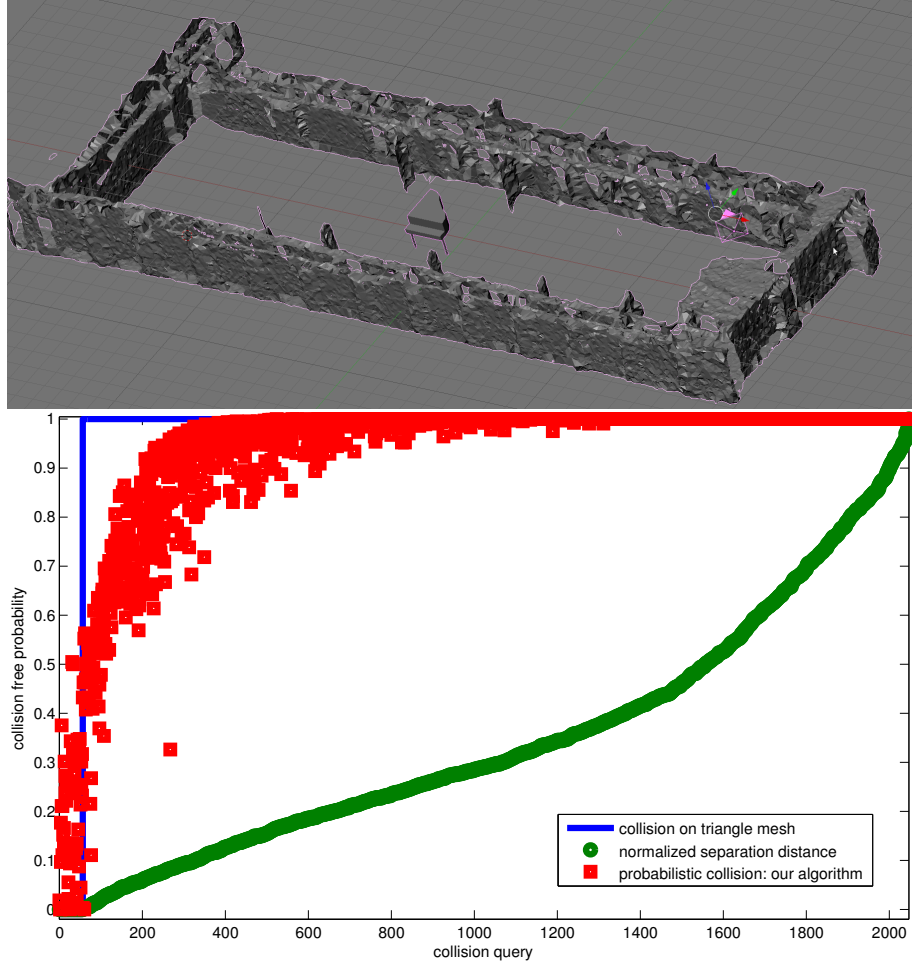 1
0.9
0.8
0.7
0.6
0.5
0.4
0.3
0.2
0.1
0
collision free probability
collision on triangle mesh
normalized separation distance
probabilistic collision: our algorithm
0 200 400 600 800 1000 1200 1400 1600 1800 2000
collision query